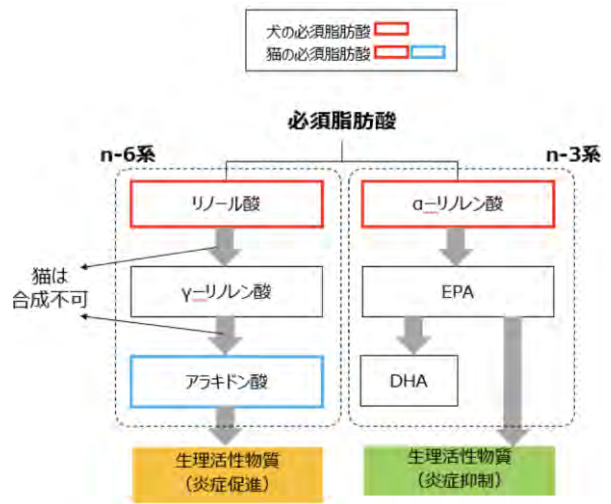 犬の必須脂肪酸
猫の必須脂肪酸
必須脂肪酸
n-6系
n-3系
リノール酸
α−リノレン酸
猫は
合成不可
γ−リノレン酸
EPA
アラキドン酸
DHA
生理活性物質
（炎症促進）
生理活性物質
（炎症抑制）